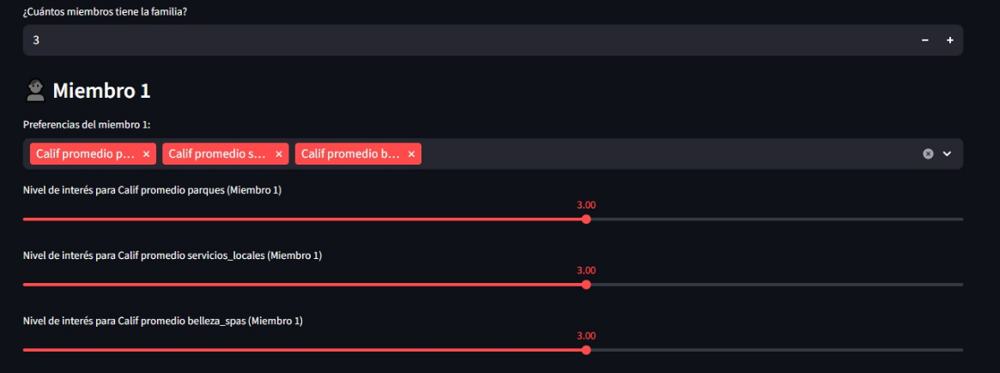 ¿Cuántos miembros tiene la familia?
3
Miembro 1
Preferencias del miembro 1:
Calif promedio p... Calif promedio s... Calif promedio b...
Nivel de interés para Calif promedio parques (Miembro 1)
3.00
Nivel de interés para Calif promedio servicios_locales (Miembro 1)
3.00
Nivel de interés para Calif promedio belleza_spas (Miembro 1)
3.00